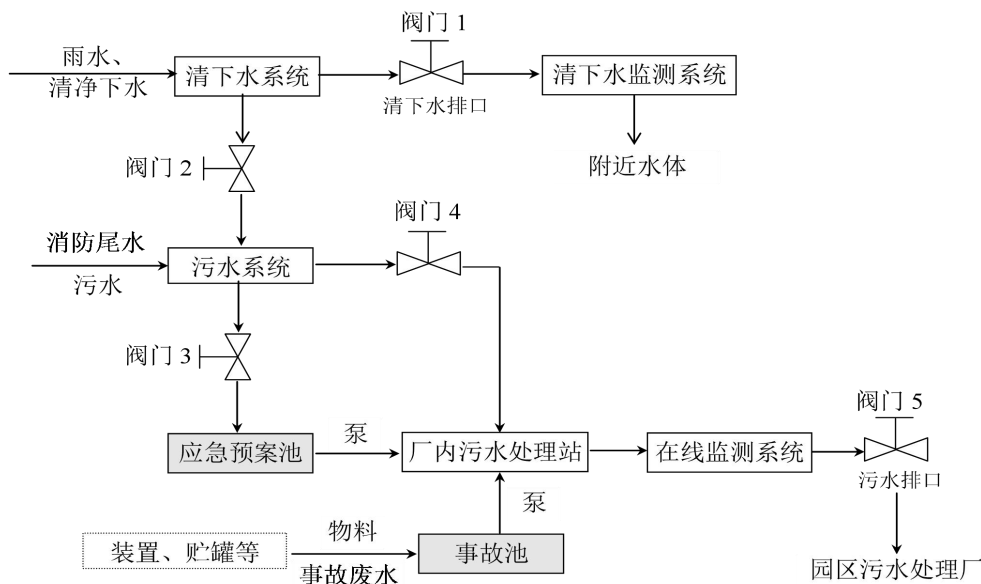 阀门 1
雨水、
清净下水
清下水系统
清下水监测系统
清下水排口
阀门 2
附近水体
阀门 4
消防尾水
污水
污水系统
阀门 3
阀门 5
应急预案池
泵
厂内污水处理站
在线监测系统
污水排口
泵
装置、贮罐等
物料
事故废水
事故池
园区污水处理厂